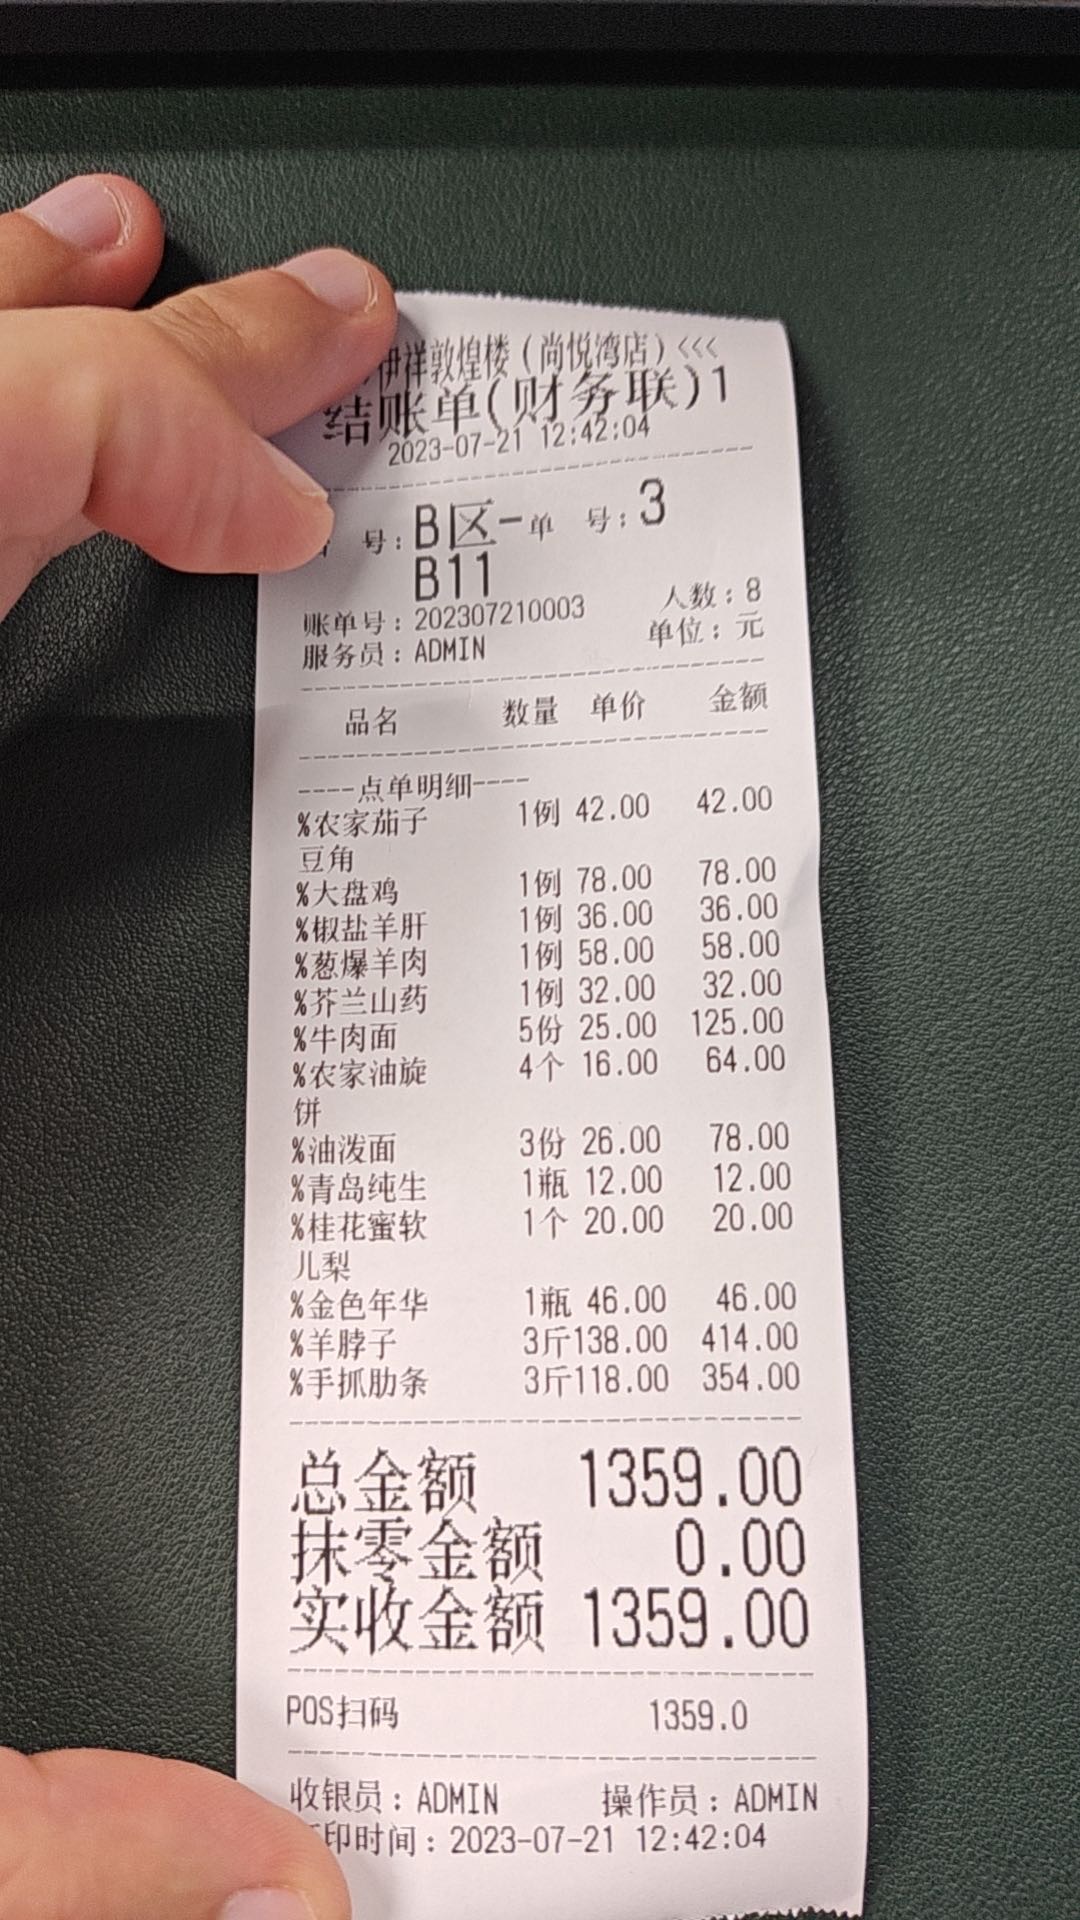 伊祥敦煌楼(尚悦湾店)<<<
结账单(财务联)1
2023-07-21 12:42:04
号: B区- 单 号: 3
B11
账单号: 202307210003 人数: 8
服务员: ADMIN 单位: 元
品名 数量 单价 金额
----点单明细----
%农家茄子 1例 42.00 42.00
豆角
%大盘鸡 1例 78.00 78.00
%椒盐羊肝 1例 36.00 36.00
%葱爆羊肉 1例 58.00 58.00
%芥兰山药 1例 32.00 32.00
%牛肉面 5份 25.00 125.00
%农家油旋 4个 16.00 64.00
饼
%油泼面 3份 26.00 78.00
%青岛纯生 1瓶 12.00 12.00
%桂花蜜软 1个 20.00 20.00
儿梨
%金色年华 1瓶 46.00 46.00
%羊脖子 3斤138.00 414.00
%手抓肋条 3斤118.00 354.00
总金额 1359.00
抹零金额 0.00
实收金额 1359.00
POS扫码 1359.0
收银员: ADMIN 操作员: ADMIN
印时间: 2023-07-21 12:42:04